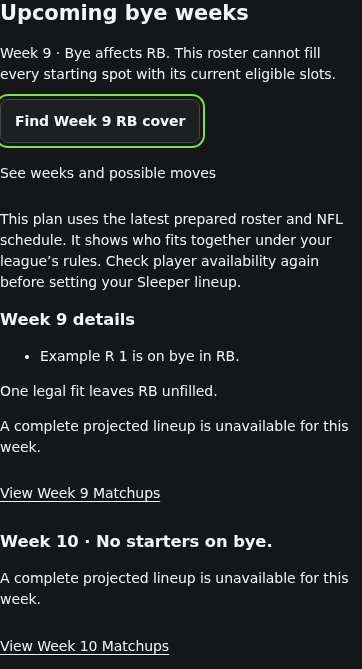 Upcoming bye weeks
Week 9 · Bye affects RB. This roster cannot fill
every starting spot with its current eligible slots.
Find Week 9 RB cover
See weeks and possible moves
This plan uses the latest prepared roster and NFL
schedule. It shows who fits together under your
league’s rules. Check player availability again
before setting your Sleeper lineup.
Week 9 details
• Example R 1 is on bye in RB.
One legal fit leaves RB unfilled.
A complete projected lineup is unavailable for this
week.
View Week 9 Matchups
Week 10 · No starters on bye.
A complete projected lineup is unavailable for this
week.
View Week 10 Matchups